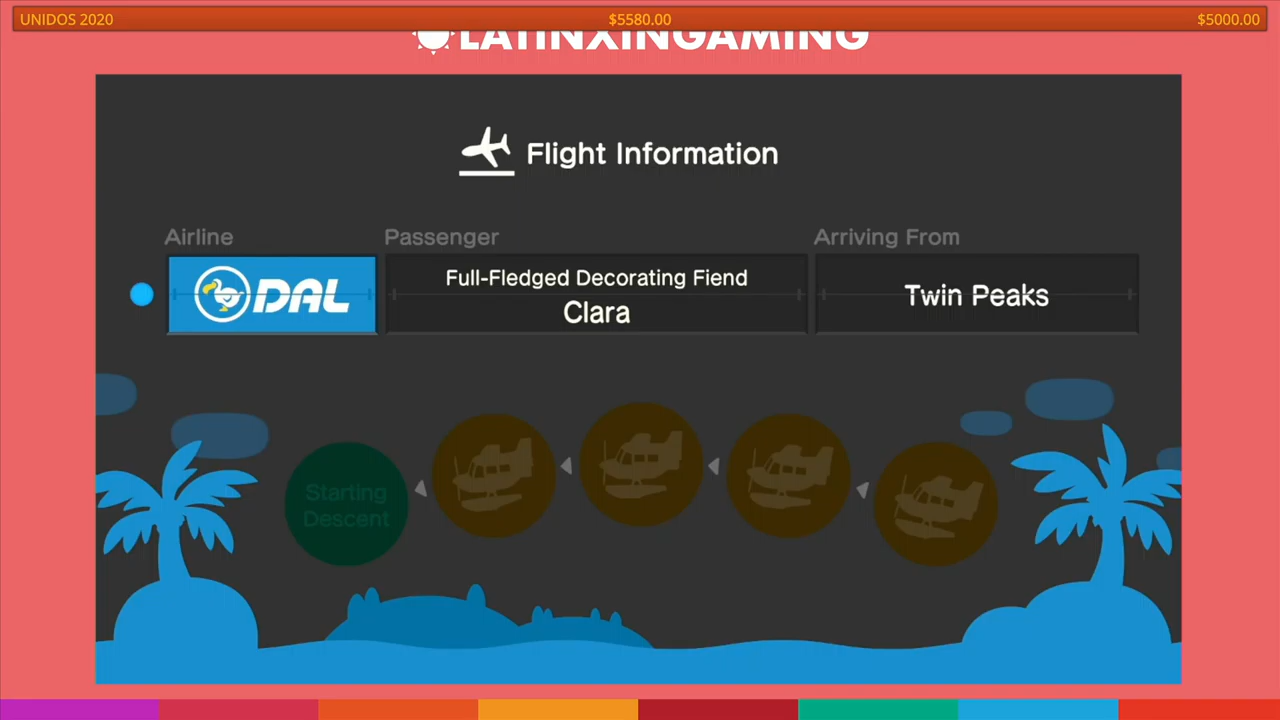 UNIDOS 2020 $5580.00 $5000.00
LATINXINGAMING
Flight Information
Airline Passenger Arriving From
DAL
Full-Fledged Decorating Fiend
Clara
Twin Peaks
Starting
Descent